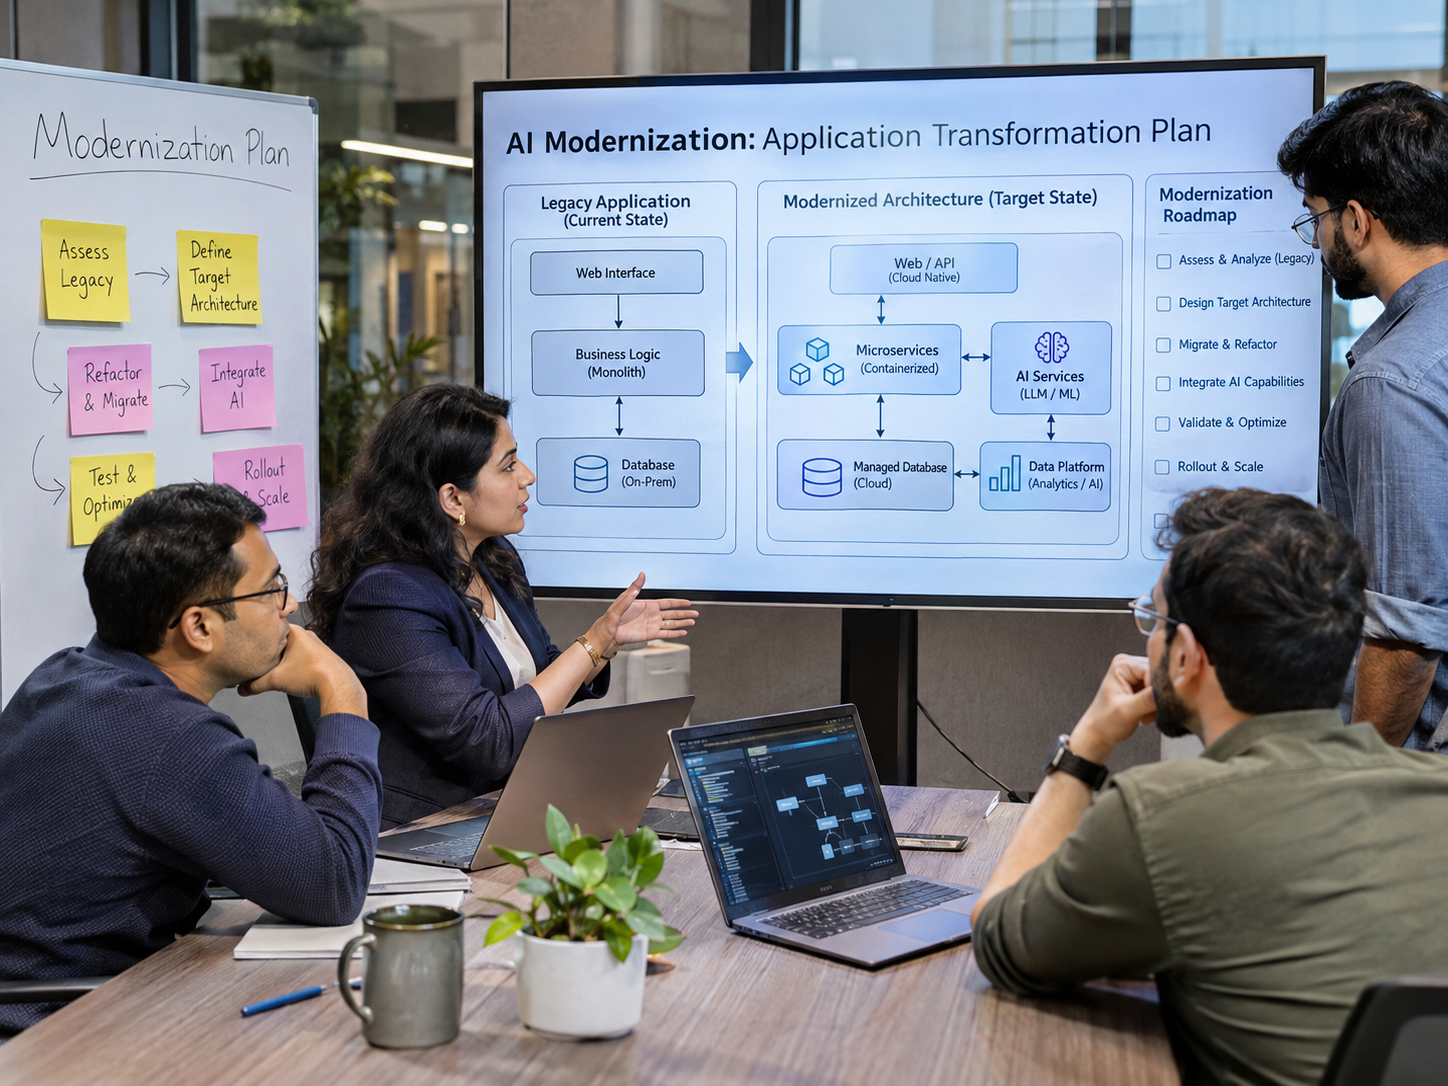 Modernization Plan
Assess
Legacy
Define
Target
Architecture
Refactor
& Migrate
Integrate
AI
Test &
Optimize
Rollout
& Scale
AI Modernization: Application Transformation Plan
Legacy Application
(Current State)
Web Interface
Business Logic
(Monolith)
Database
(On-Prem)
Modernized Architecture (Target State)
Web / API
(Cloud Native)
Microservices
(Containerized)
AI Services
(LLM / ML)
Managed Database
(Cloud)
Data Platform
(Analytics / AI)
Modernization
Roadmap
Assess & Analyze (Legacy)
Design Target Architecture
Migrate & Refactor
Integrate AI Capabilities
Validate & Optimize
Rollout & Scale